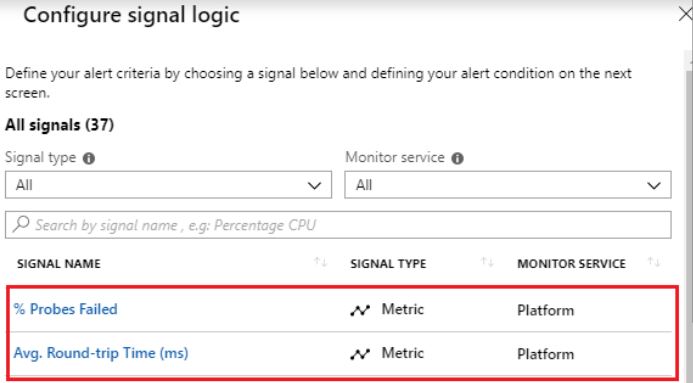 Configure signal logic
Define your alert criteria by choosing a signal below and defining your alert condition on the next
screen.
All signals (37)
Signal type
Monitor service
All
All
Search by signal name , e.g: Percentage CPU
SIGNAL NAME SIGNAL TYPE MONITOR SERVICE
% Probes Failed Metric Platform
Avg. Round-trip Time (ms) Metric Platform